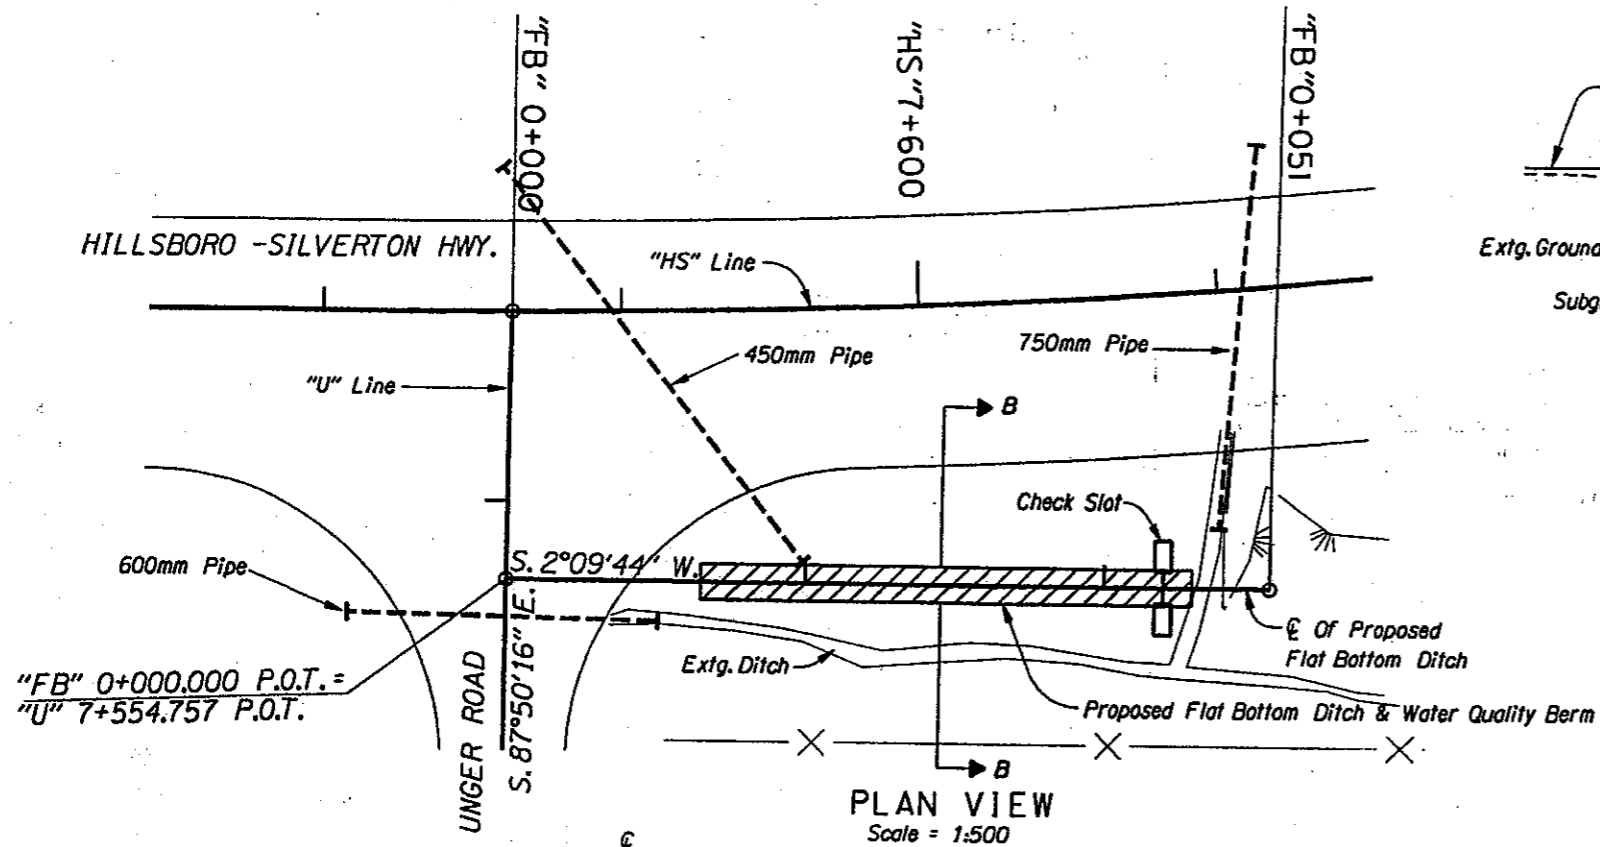 "FB" 0+000
"HS"7+600
"FB"0+051
HILLSBORO -SILVERTON HWY.
"HS" Line
Extg. Ground
450mm Pipe
750mm Pipe
"U" Line
B
Check Slot
600mm Pipe
S. 2°09'44" W.
S. 87°50'16" E.
UNGER ROAD
Extg. Ditch
℄ Of Proposed
Flat Bottom Ditch
"FB" 0+000.000 P.O.T. =
"U" 7+554.757 P.O.T.
Proposed Flat Bottom Ditch & Water Quality Berm
B
PLAN VIEW
Scale = 1:500
℄